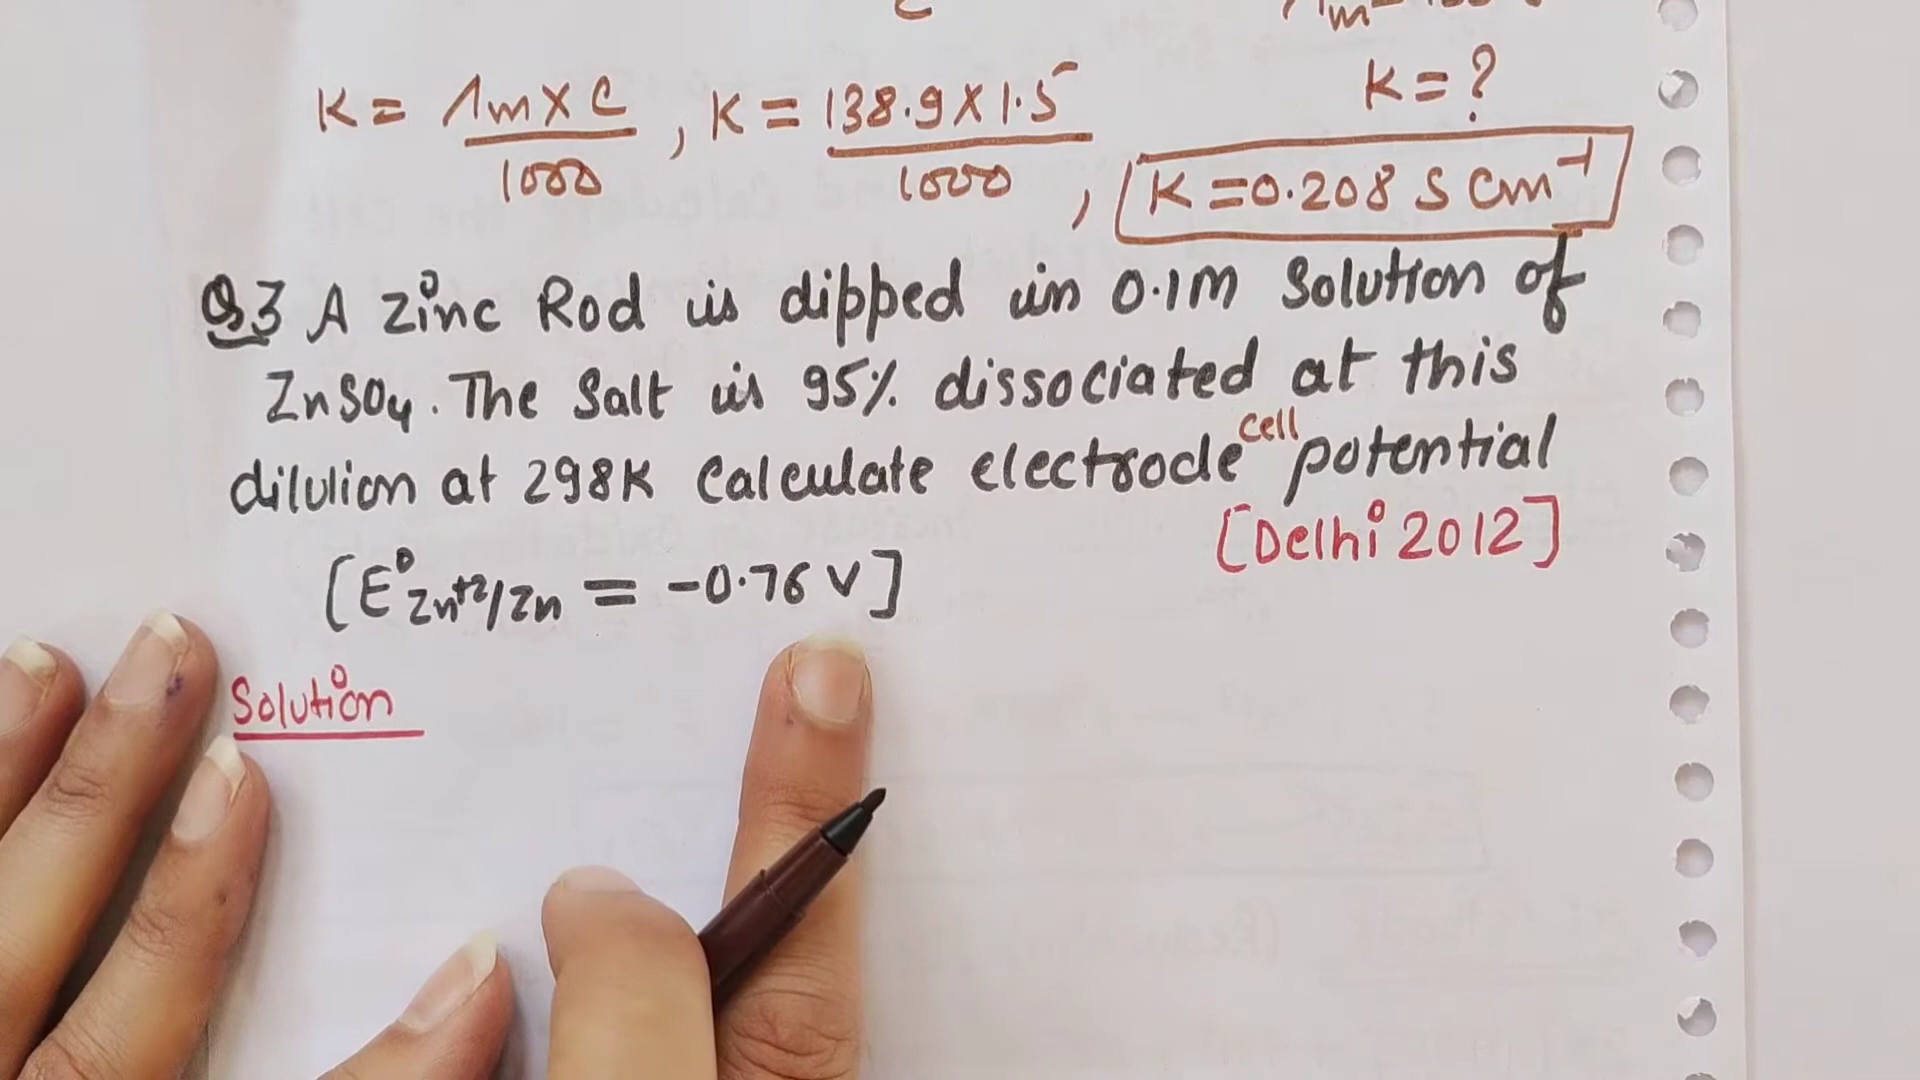 K = ?
K = Λm X C / 1000 , K = 138.9 X 1.5 / 1000 , K = 0.208 S Cm⁻¹
Q3 A Zinc Rod is dipped in 0.1M Solution of
ZnSO4. The Salt is 95% dissociated at this
dilution at 298K Calculate electrode cell potential
[Delhi 2012]
[E° Zn+2/Zn = -0.76 V]
Solution